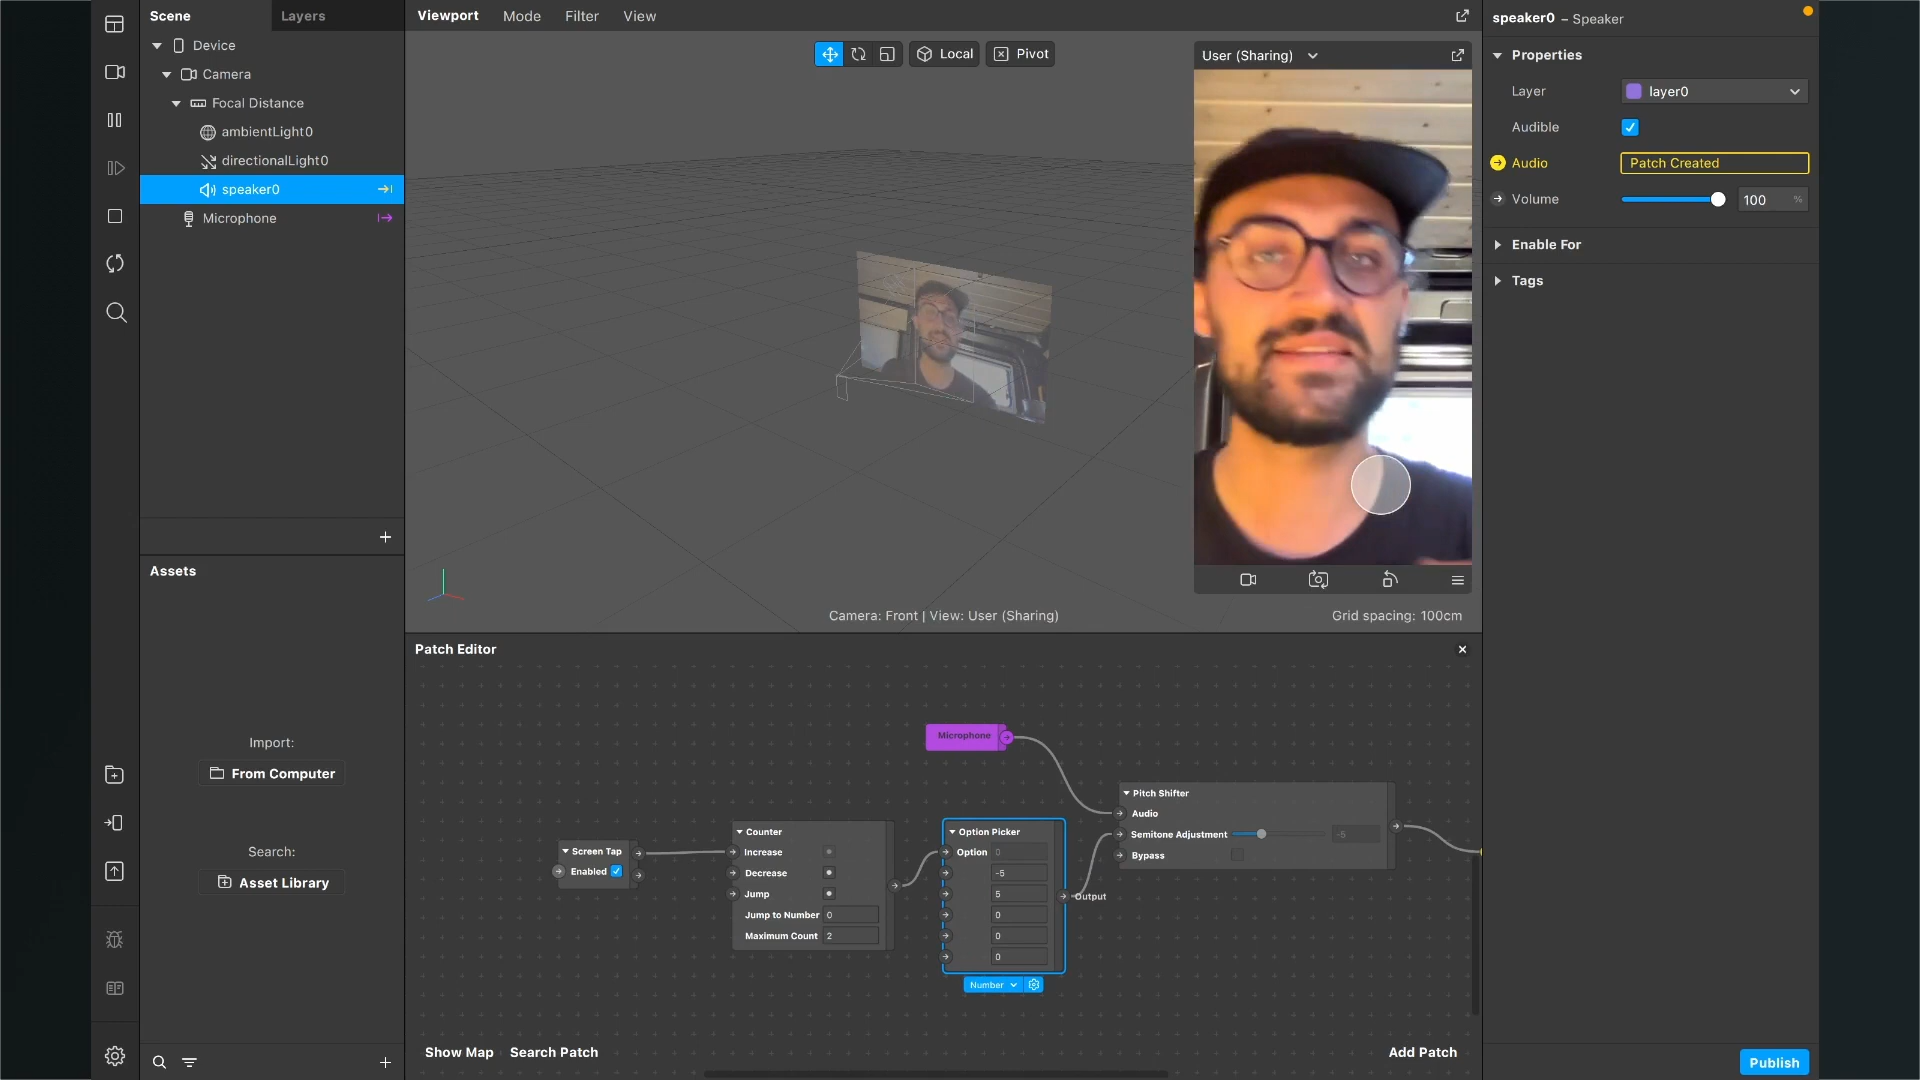 Scene
Layers
Device
Camera
Focal Distance
ambientLight0
directionalLight0
speaker0
Microphone
Assets
Import:
From Computer
Search:
Asset Library
Viewport Mode Filter View
Local
Pivot
User (Sharing)
Camera: Front | View: User (Sharing)
Grid spacing: 100cm
Patch Editor
Microphone
Screen Tap
Enabled
Counter
Increase
Decrease
Jump
Jump to Number 0
Maximum Count 2
Option Picker
Option 0
-5
5
0
0
0
Output
Number
Pitch Shifter
Audio
Semitone Adjustment -5
Bypass
Show Map Search Patch
Add Patch
speaker0 – Speaker
Properties
Layer layer0
Audible
Audio Patch Created
Volume 100 %
Enable For
Tags
Publish